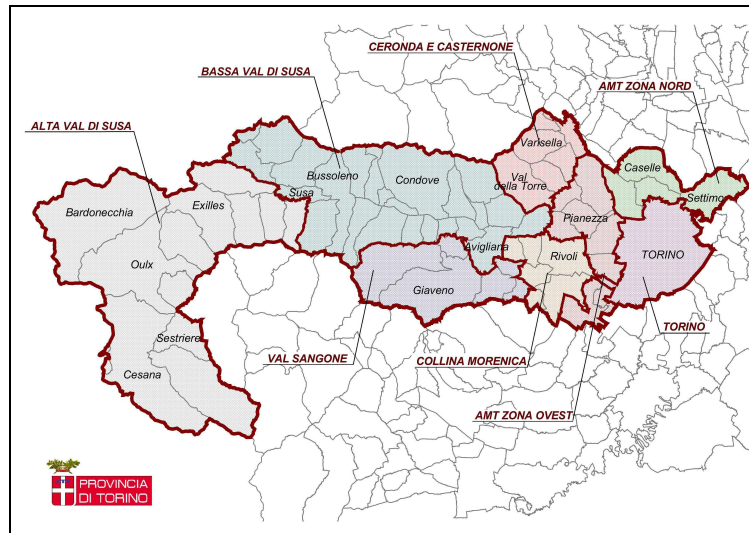 CERONDA E CASTERNONE
BASSA VAL DI SUSA
AMT ZONA NORD
ALTA VAL DI SUSA
Varisella
Caselle
Bussoleno
Condove
Val
della Torre
Susa
Settimo
Exilles
Bardonecchia
Pianezza
Avigliana
Rivoli
TORINO
Oulx
Giaveno
Sestriere
TORINO
VAL SANGONE
COLLINA MORENICA
Cesana
AMT ZONA OVEST
PROVINCIA
DI TORINO